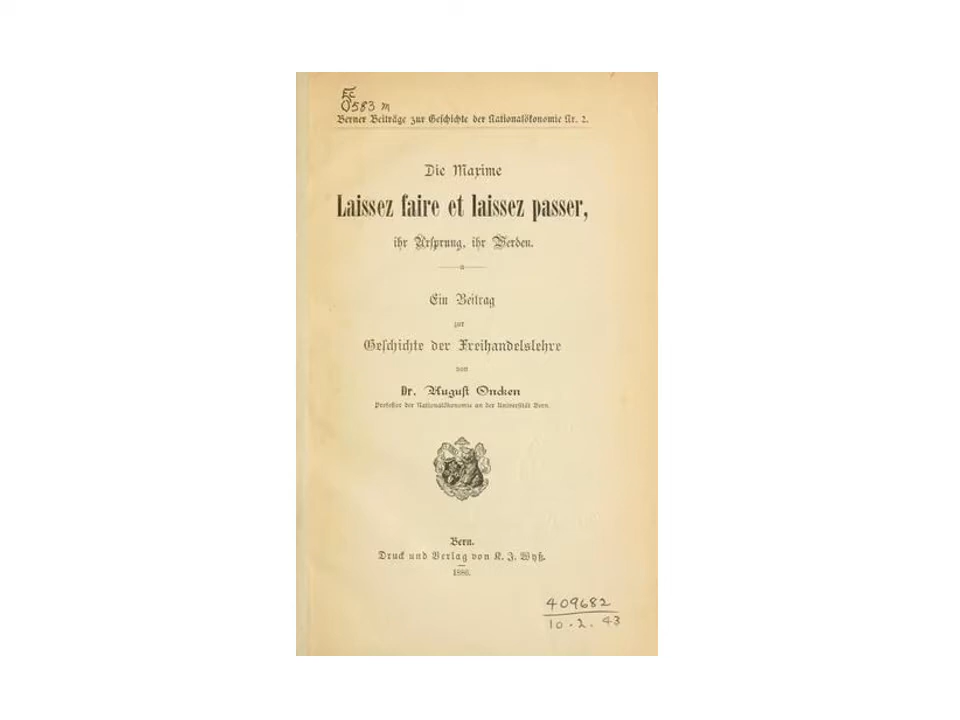 Ec
O583m
Berner Beiträge zur Geschichte der Nationalökonomie Nr. 2.
Die Maxime
Laissez faire et laissez passer,
ihr Ursprung, ihr Werden.
Ein Beitrag
zur
Geschichte der Freihandelslehre
von
Dr. August Oncken
Professor der Nationalökonomie an der Universität Bern.
Bern.
Druck und Verlag von K. J. Wyß.
1886.
409682
10.2.43